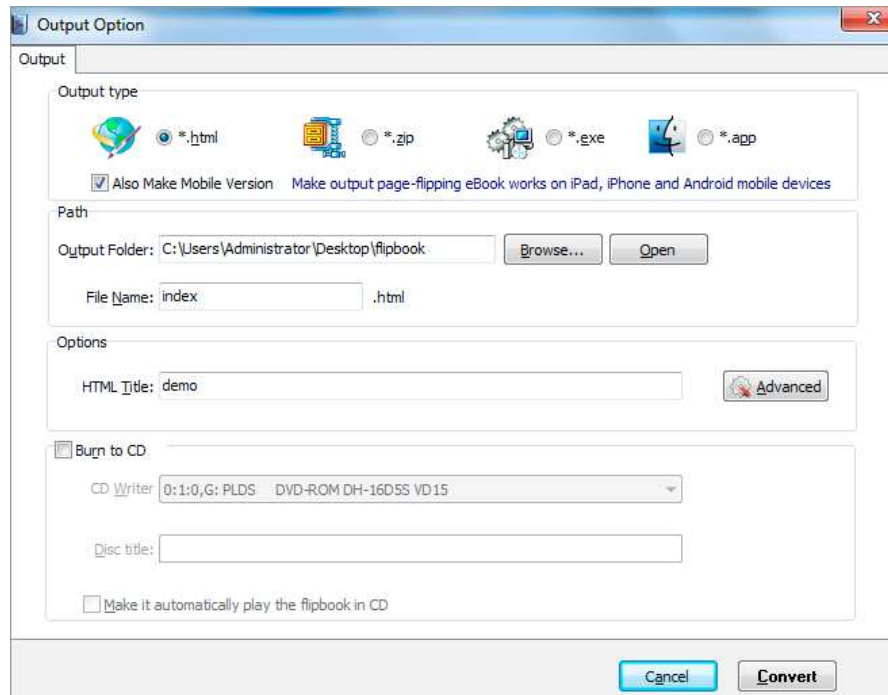 Output Option
Output
Output type
*.html *.zip *.exe *.app
Also Make Mobile Version Make output page-flipping eBook works on iPad, iPhone and Android mobile devices
Path
Output Folder: C:\Users\Administrator\Desktop\flipbook Browse... Open
File Name: index .html
Options
HTML Title: demo Advanced
Burn to CD
CD Writer 0:1:0,G: PLDS DVD-ROM DH-16D5S VD15
Disc title:
Make it automatically play the flipbook in CD
Cancel Convert